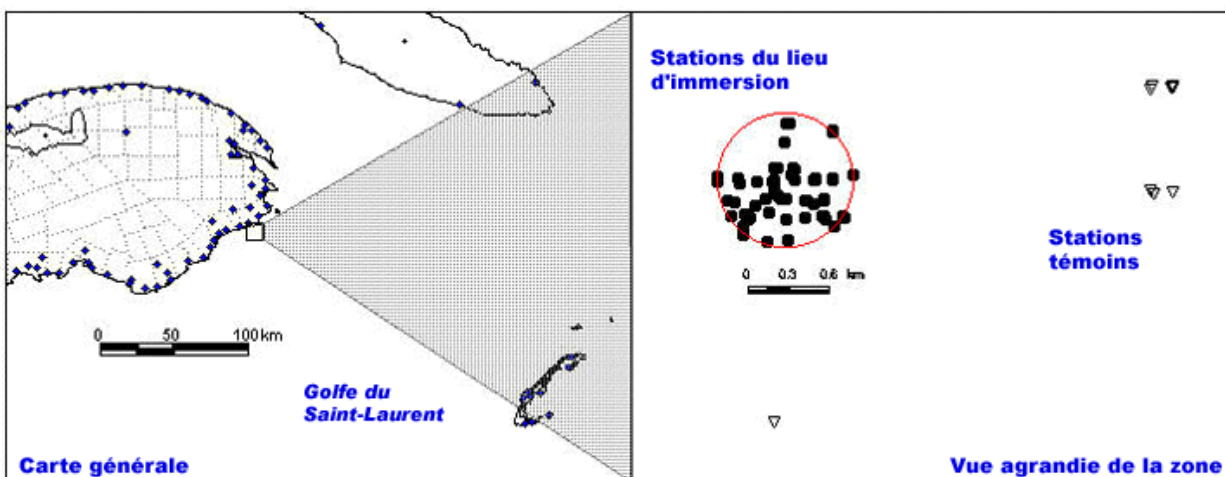 Stations du lieu
d'immersion
0 0.3 0.6 km
Stations
témoins
0 50 100 km
Golfe du
Saint-Laurent
Carte générale
Vue agrandie de la zone